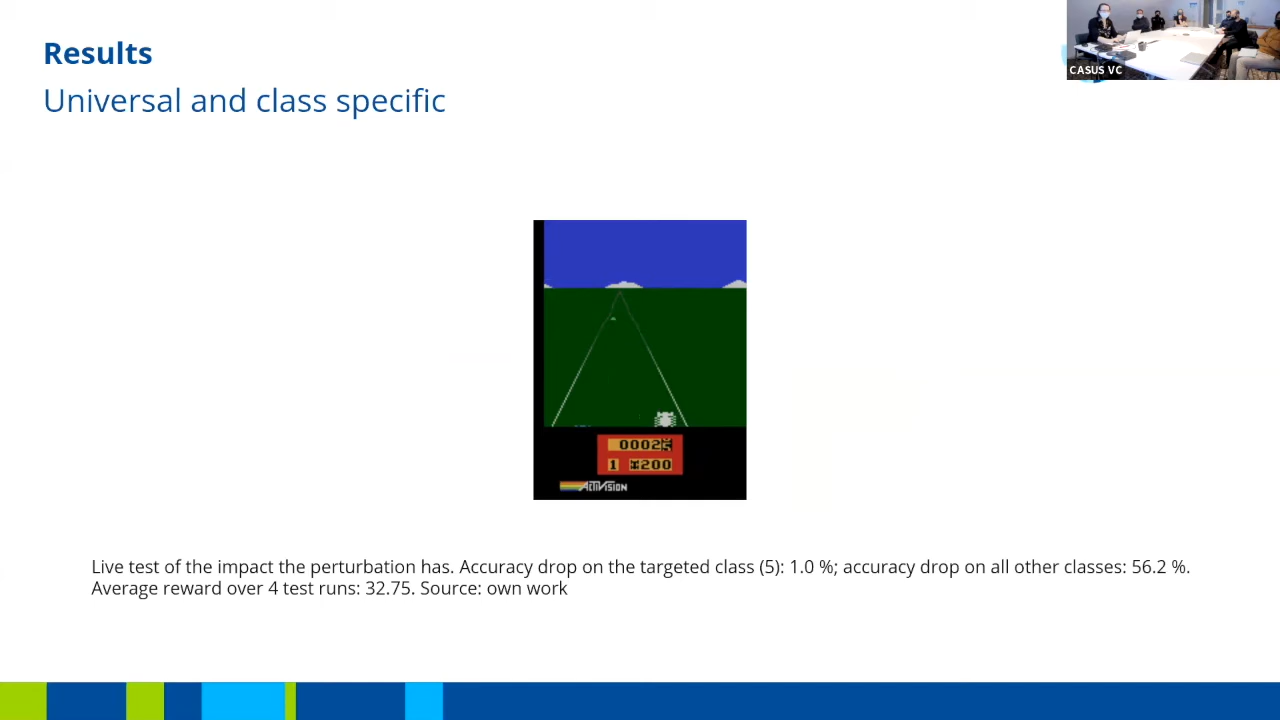 Results
Universal and class specific
CASUS VC
00025
1 200
ACTIVISION
Live test of the impact the perturbation has. Accuracy drop on the targeted class (5): 1.0 %; accuracy drop on all other classes: 56.2 %.
Average reward over 4 test runs: 32.75. Source: own work